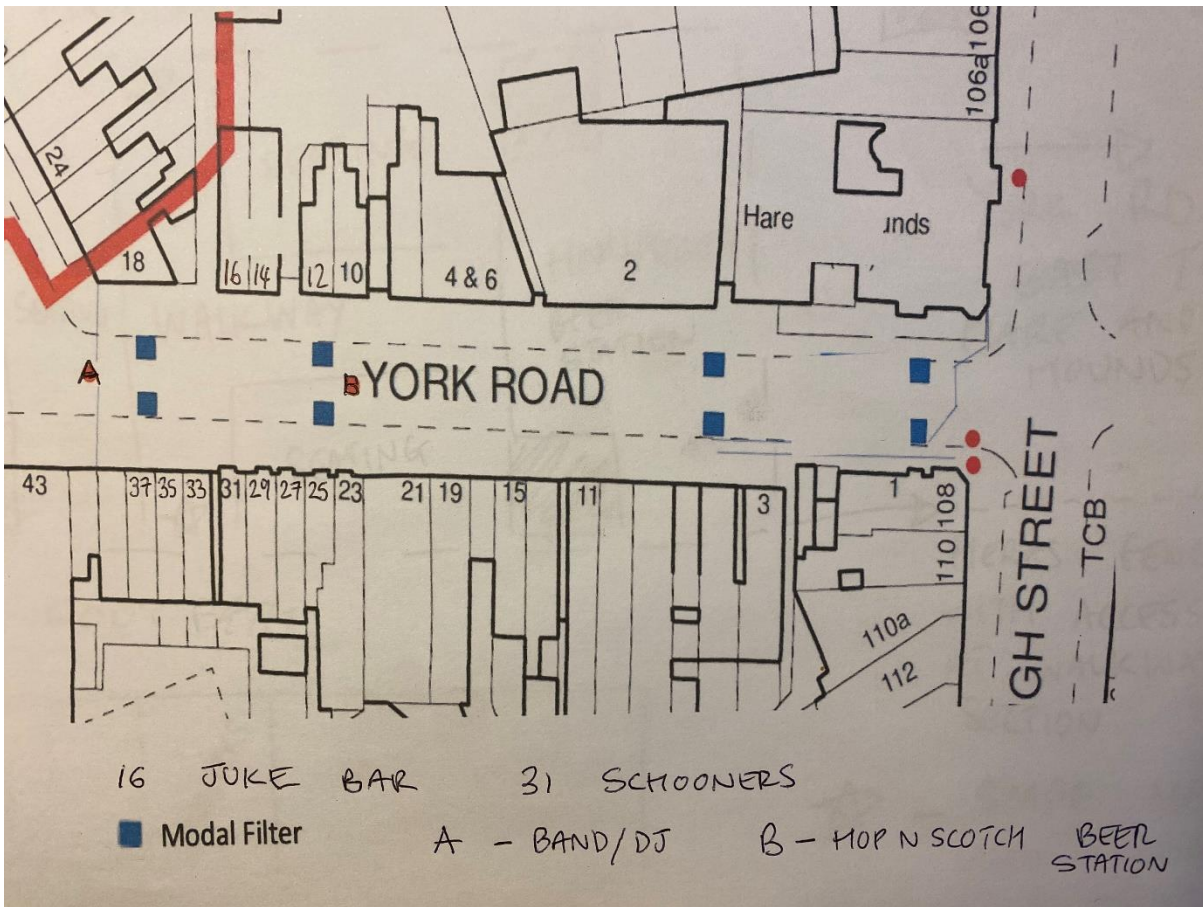 106
106a
24
Hare unds
18
16 14
12 10
4 & 6
2
A
B YORK ROAD
43
37 35 33 31 29 27 25 23
21 19
15
11
3
1
108
110
110a
112
GH STREET
TCB
16 JUKE BAR 31 SCHOONERS
Modal Filter A - BAND/DJ B - HOP N SCOTCH BEER
STATION